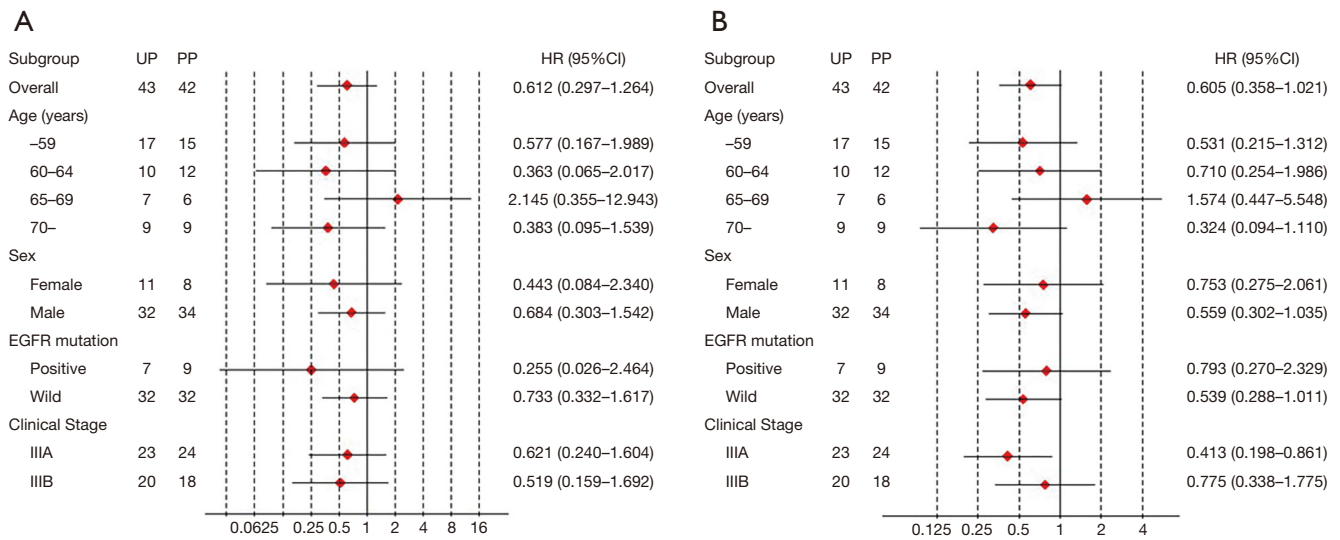 A
Subgroup UP PP HR (95%CI)
Overall 43 42 0.612 (0.297–1.264)
Age (years)
–59 17 15 0.577 (0.167–1.989)
60–64 10 12 0.363 (0.065–2.017)
65–69 7 6 2.145 (0.355-12.943)
70– 9 9 0.383 (0.095-1.539)
Sex
Female 11 8 0.443 (0.084–2.340)
Male 32 34 0.684 (0.303–1.542)
EGFR mutation
Positive 7 9 0.255 (0.026–2.464)
Wild 32 32 0.733 (0.332–1.617)
Clinical Stage
IIIA 23 24 0.621 (0.240–1.604)
IIIB 20 18 0.519 (0.159–1.692)
0.0625 0.25 0.5 1 2 4 8 16
B
Subgroup UP PP HR (95%CI)
Overall 43 42 0.605 (0.358–1.021)
Age (years)
–59 17 15 0.531 (0.215–1.312)
60–64 10 12 0.710 (0.254–1.986)
65–69 7 6 1.574 (0.447–5.548)
70– 9 9 0.324 (0.094–1.110)
Sex
Female 11 8 0.753 (0.275–2.061)
Male 32 34 0.559 (0.302–1.035)
EGFR mutation
Positive 7 9 0.793 (0.270–2.329)
Wild 32 32 0.539 (0.288–1.011)
Clinical Stage
IIIA 23 24 0.413 (0.198–0.861)
IIIB 20 18 0.775 (0.338–1.775)
0.125 0.25 0.5 1 2 4